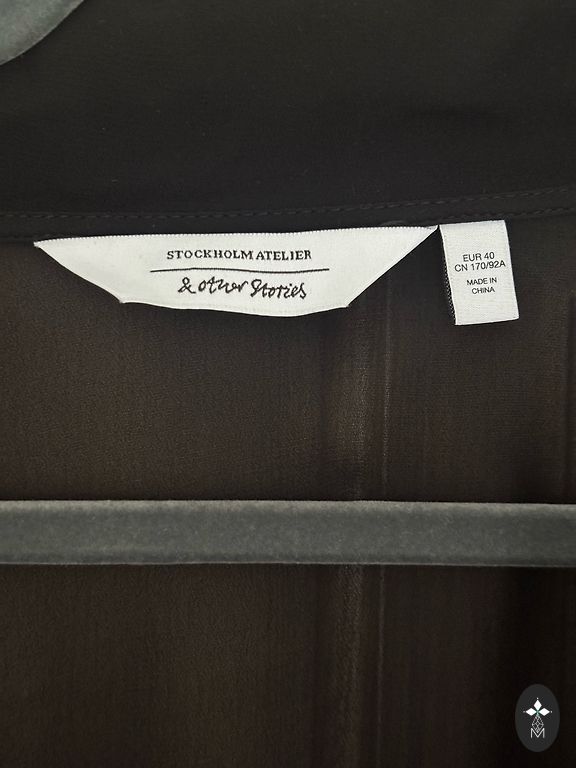 STOCKHOLM ATELIER
& other Stories
EUR 40
CN 170/92A
MADE IN
CHINA
M